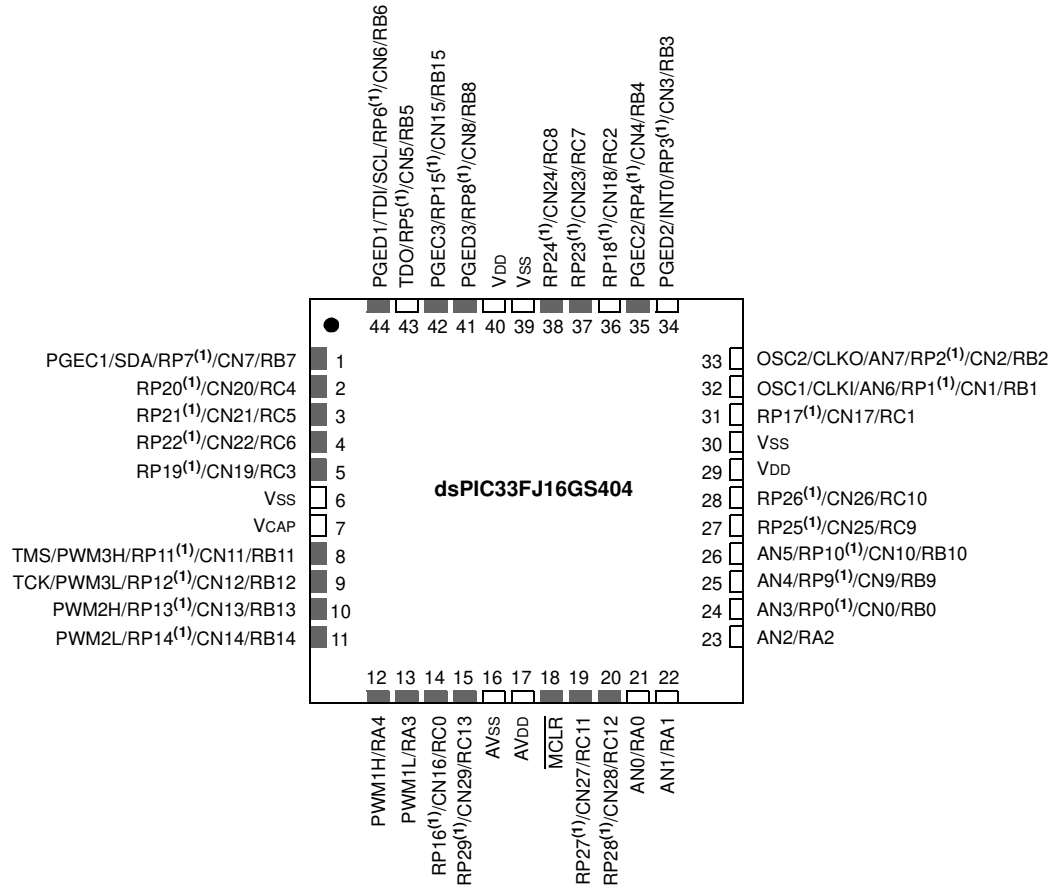 PGED1/TDI/SCL/RP6(1)/CN6/RB6
TDO/RP5(1)/CN5/RB5
PGEC3/RP15(1)/CN15/RB15
PGED3/RP8(1)/CN8/RB8
VDD
VSS
RP24(1)/CN24/RC8
RP23(1)/CN23/RC7
RP18(1)/CN18/RC2
PGEC2/RP4(1)/CN4/RB4
PGED2/INT0/RP3(1)/CN3/RB3
44 43 42 41 40 39 38 37 36 35 34
PGEC1/SDA/RP7(1)/CN7/RB7 1
RP20(1)/CN20/RC4 2
RP21(1)/CN21/RC5 3
RP22(1)/CN22/RC6 4
RP19(1)/CN19/RC3 5
VSS 6
VCAP 7
TMS/PWM3H/RP11(1)/CN11/RB11 8
TCK/PWM3L/RP12(1)/CN12/RB12 9
PWM2H/RP13(1)/CN13/RB13 10
PWM2L/RP14(1)/CN14/RB14 11
dsPIC33FJ16GS404
33 OSC2/CLKO/AN7/RP2(1)/CN2/RB2
32 OSC1/CLKI/AN6/RP1(1)/CN1/RB1
31 RP17(1)/CN17/RC1
30 VSS
29 VDD
28 RP26(1)/CN26/RC10
27 RP25(1)/CN25/RC9
26 AN5/RP10(1)/CN10/RB10
25 AN4/RP9(1)/CN9/RB9
24 AN3/RP0(1)/CN0/RB0
23 AN2/RA2
12 13 14 15 16 17 18 19 20 21 22
PWM1H/RA4
PWM1L/RA3
RP16(1)/CN16/RC0
RP29(1)/CN29/RC13
AVSS
AVDD
MCLR
RP27(1)/CN27/RC11
RP28(1)/CN28/RC12
AN0/RA0
AN1/RA1